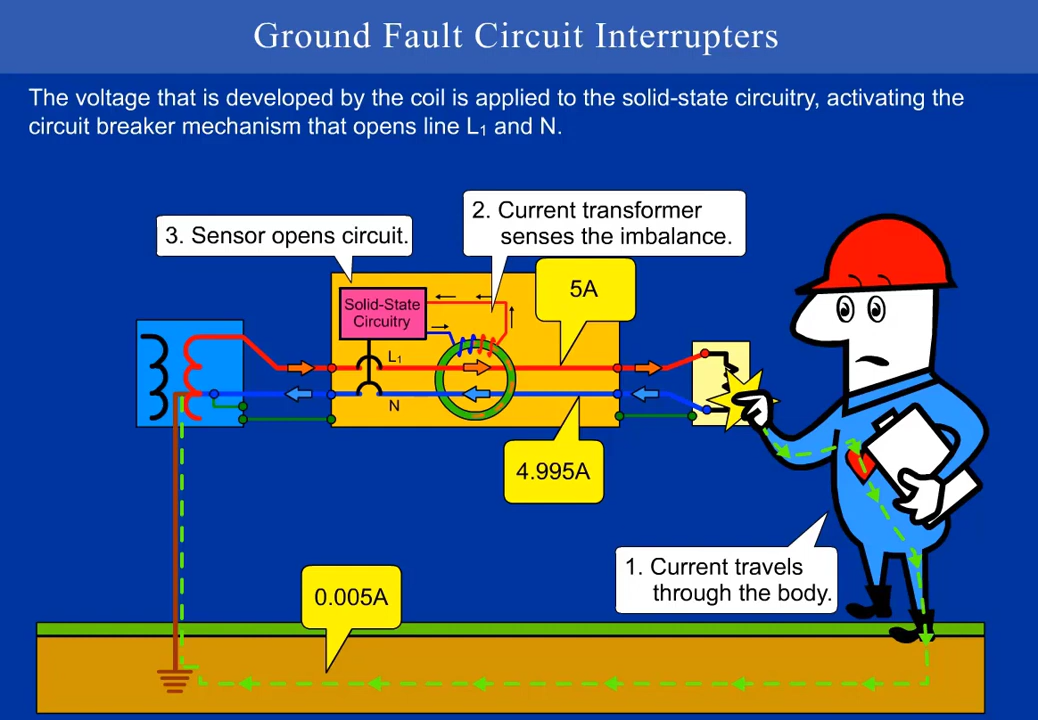 Ground Fault Circuit Interrupters
The voltage that is developed by the coil is applied to the solid-state circuitry, activating the
circuit breaker mechanism that opens line L₁ and N.
3. Sensor opens circuit.
2. Current transformer
senses the imbalance.
5A
Solid-State
Circuitry
L₁
N
4.995A
1. Current travels
through the body.
0.005A